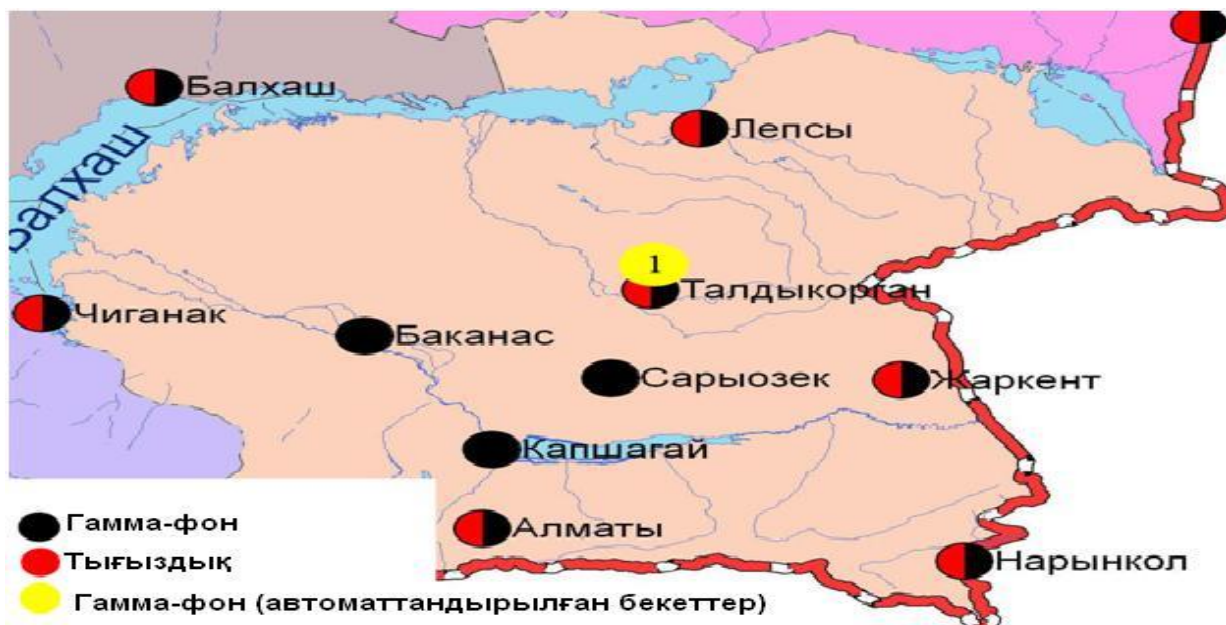 Балхаш
Лепсы
Балхаш
1
Талдыкорган
Чиганак
Баканас
Сарыозек
Жаркент
Капшагай
Гамма-фон
Алматы
Тығыздық
Нарынкол
Гамма-фон (автоматтандырылған бекеттер)